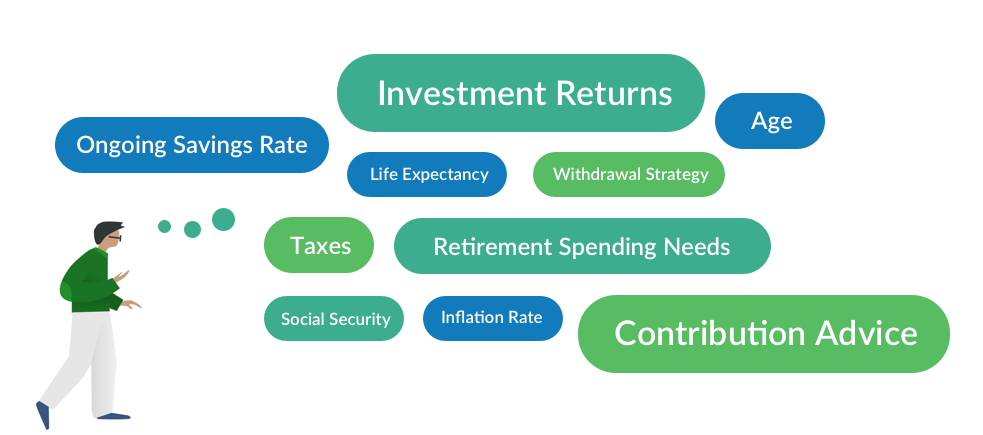 Investment Returns
Age
Ongoing Savings Rate
Life Expectancy
Withdrawal Strategy
Taxes
Retirement Spending Needs
Social Security
Inflation Rate
Contribution Advice